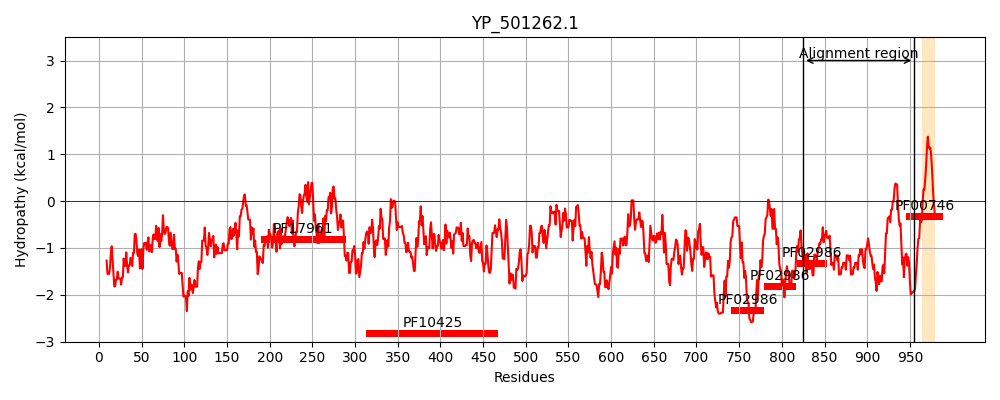 YP_501262.1
Alignment region
Hydropathy (kcal/mol)
3
2
1
0
−1
−2
−3
PF17961
PF10425
PF02986
PF02986
PF02986
PF00746
0 50 100 150 200 250 300 350 400 450 500 550 600 650 700 750 800 850 900 950
Residues